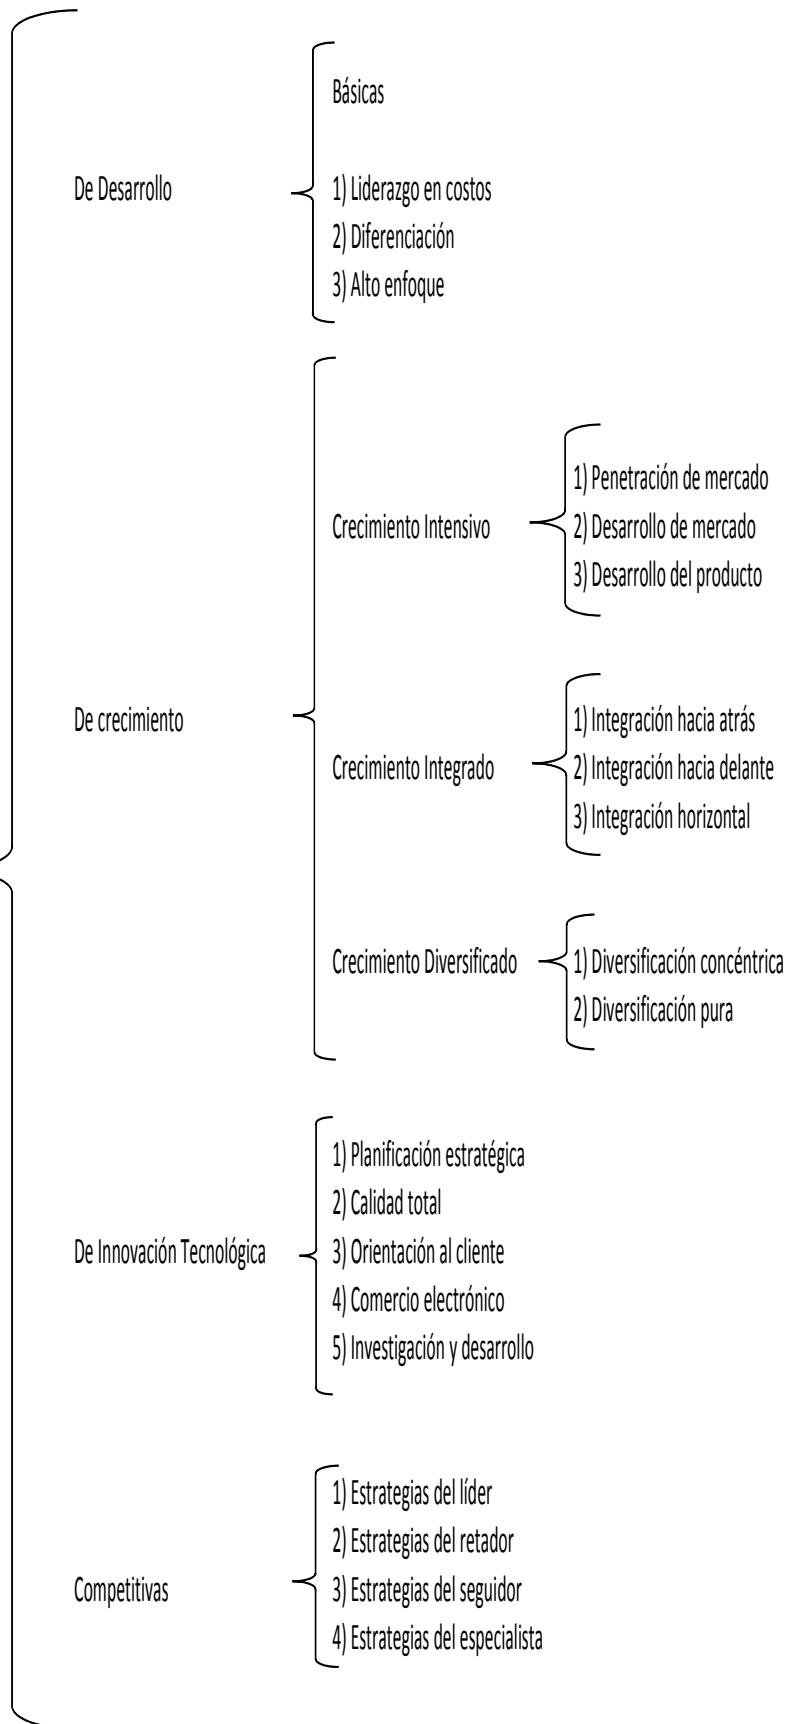 Básicas
De Desarrollo
1) Liderazgo en costos
2) Diferenciación
3) Alto enfoque
De crecimiento
Crecimiento Intensivo
1) Penetración de mercado
2) Desarrollo de mercado
3) Desarrollo del producto
Crecimiento Integrado
1) Integración hacia atrás
2) Integración hacia delante
3) Integración horizontal
Crecimiento Diversificado
1) Diversificación concéntrica
2) Diversificación pura
De Innovación Tecnológica
1) Planificación estratégica
2) Calidad total
3) Orientación al cliente
4) Comercio electrónico
5) Investigación y desarrollo
Competitivas
1) Estrategias del líder
2) Estrategias del retador
3) Estrategias del seguidor
4) Estrategias del especialista